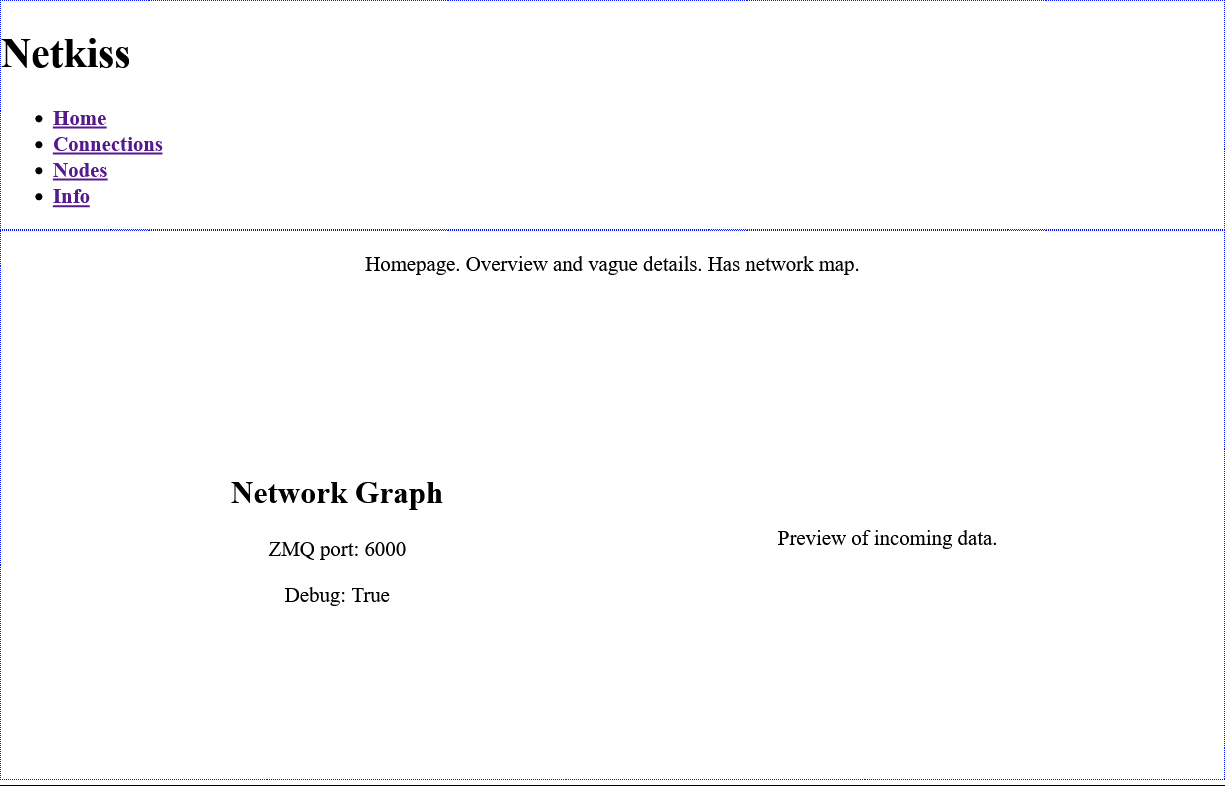 Netkiss
Home
Connections
Nodes
Info
Homepage. Overview and vague details. Has network map.
Network Graph
ZMQ port: 6000
Debug: True
Preview of incoming data.